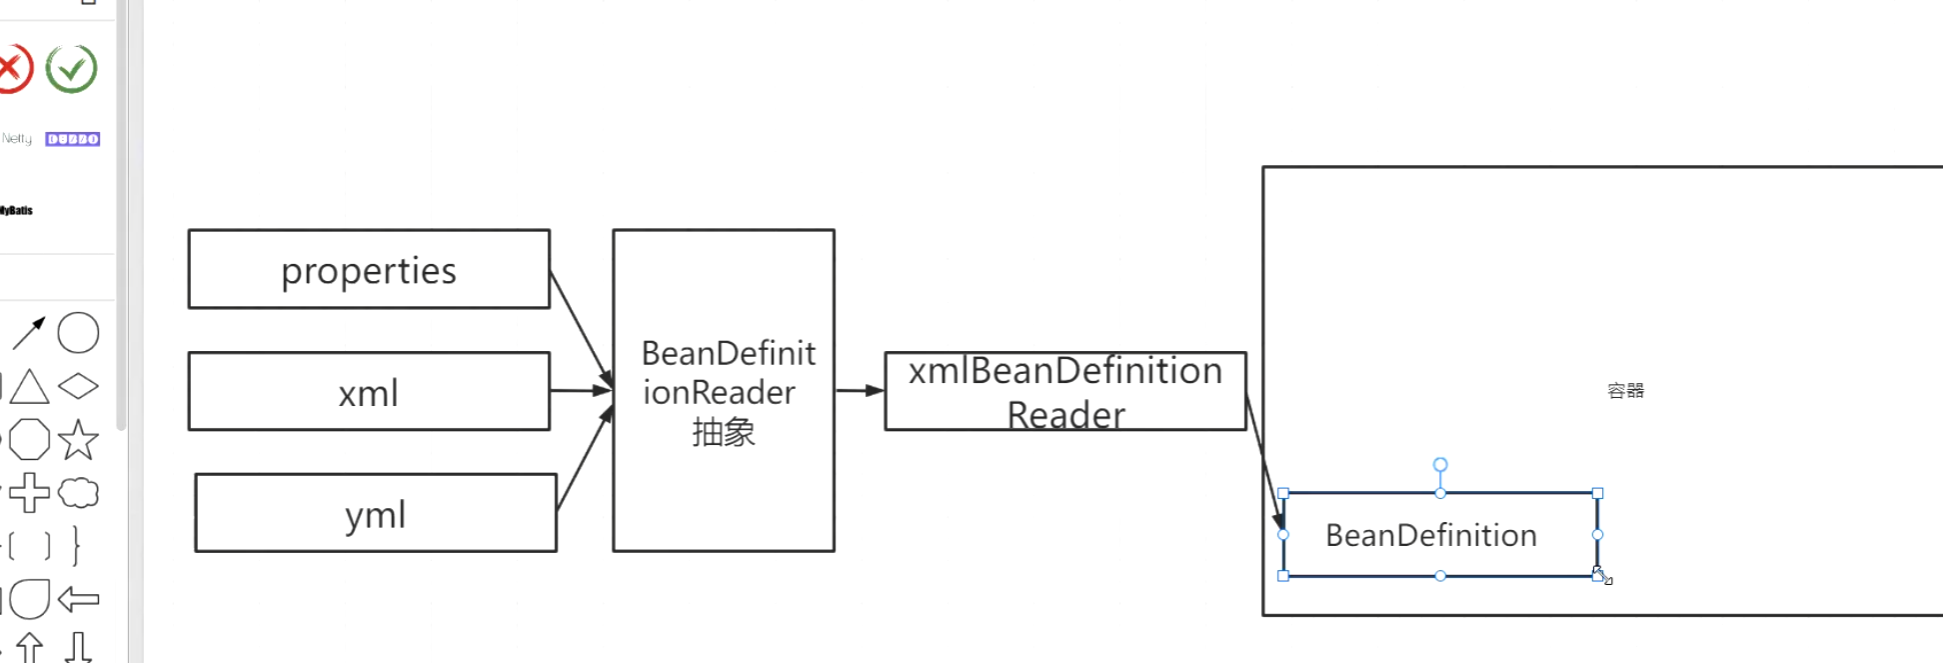 Netty DUBBO
MyBatis
properties
xml
yml
BeanDefinit
ionReader
抽象
xmlBeanDefinition
Reader
容器
BeanDefinition